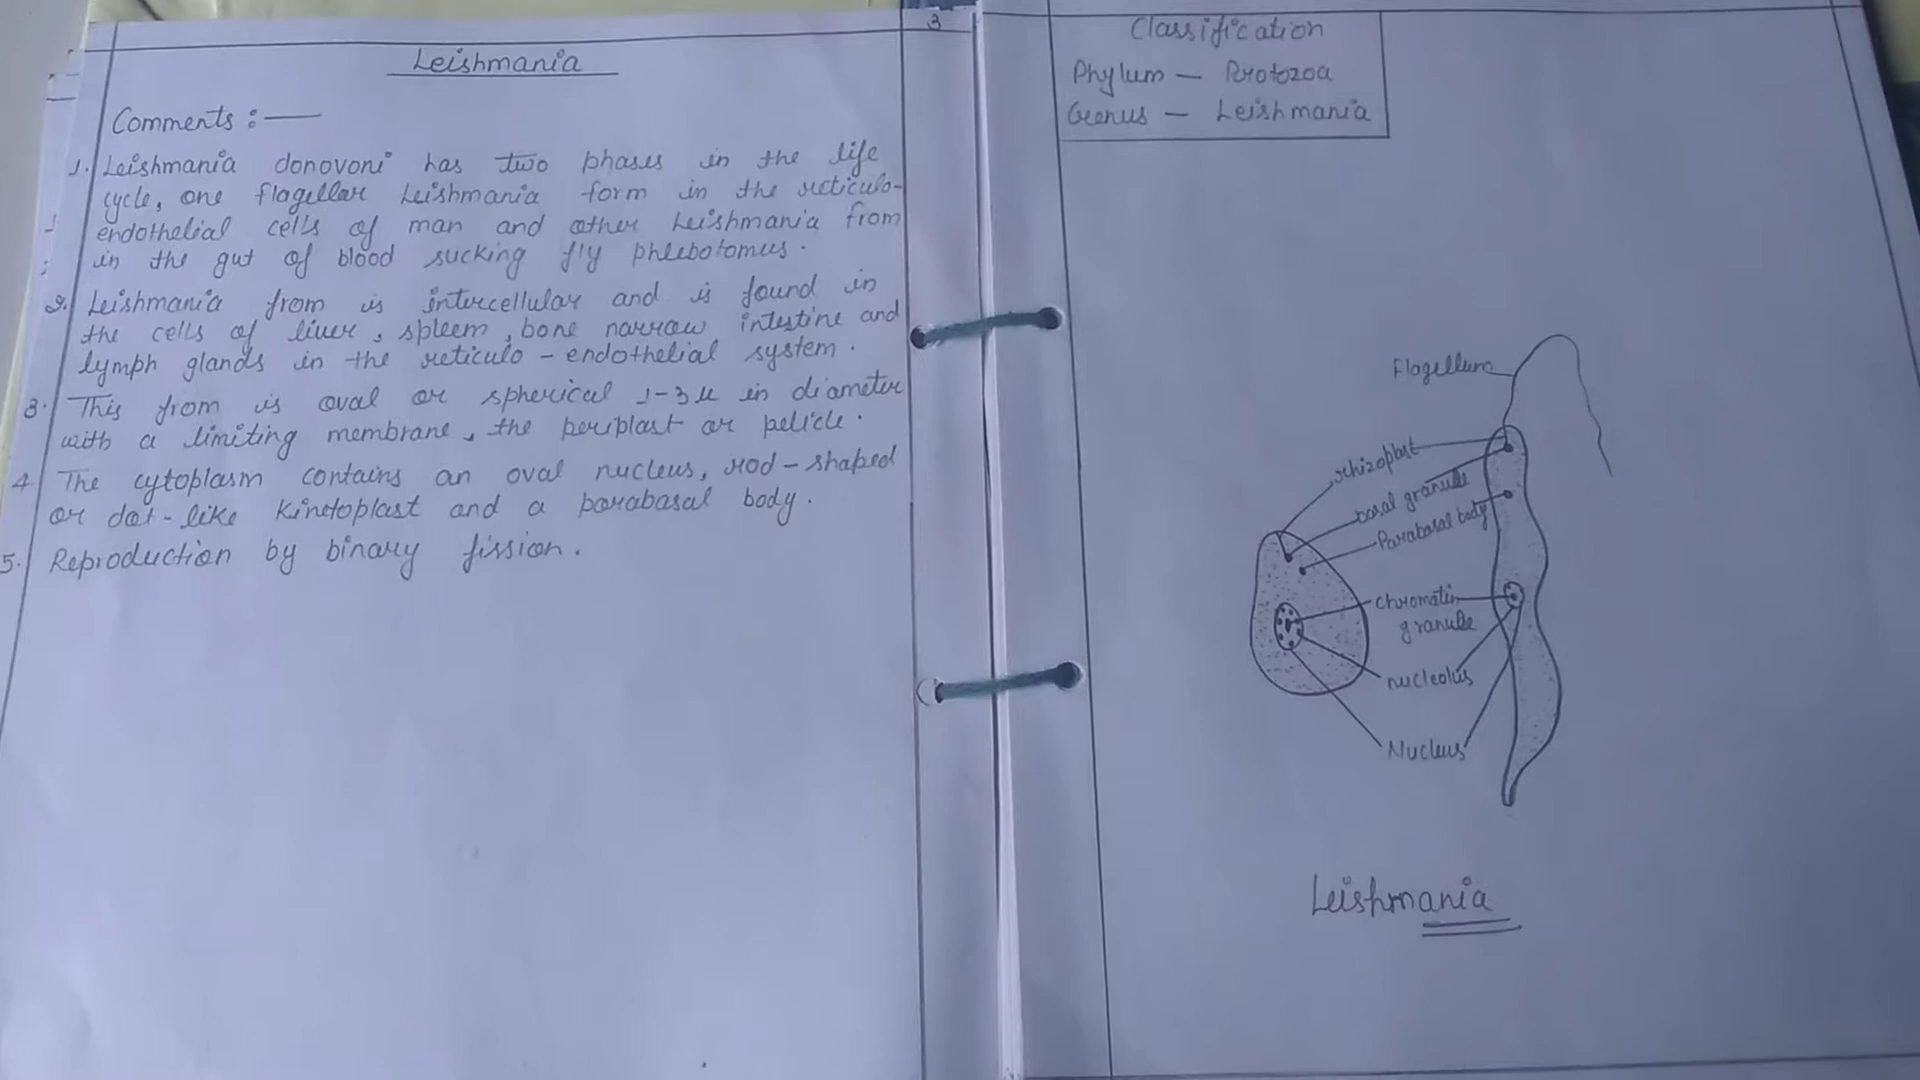 3
Leishmania
Comments :—
1. Leishmania donovoni has two phases in the life
cycle, one flagellar Leishmania form in the reticulo-
endothelial cells of man and other Leishmania from
in the gut of blood sucking fly phlebotomus.
2. Leishmania from is intercellular and is found in
the cells of liver, spleem, bone narrow intestine and
lymph glands in the reticulo - endothelial system.
3. This from is oval or spherical 1-3 µ in diameter
with a limiting membrane, the periplast or pelicle.
4 The cytoplasm contains an oval nucleus, rod-shaped
or dot-like Kinetoplast and a parabasal body.
5. Reproduction by binary fission.
Classification
Phylum — Protozoa
Genus — Leishmania
Flagellum
rhizoplast
basal granule
Parabasal body
chromatin
granule
nucleolus
Nucleus
Leishmania